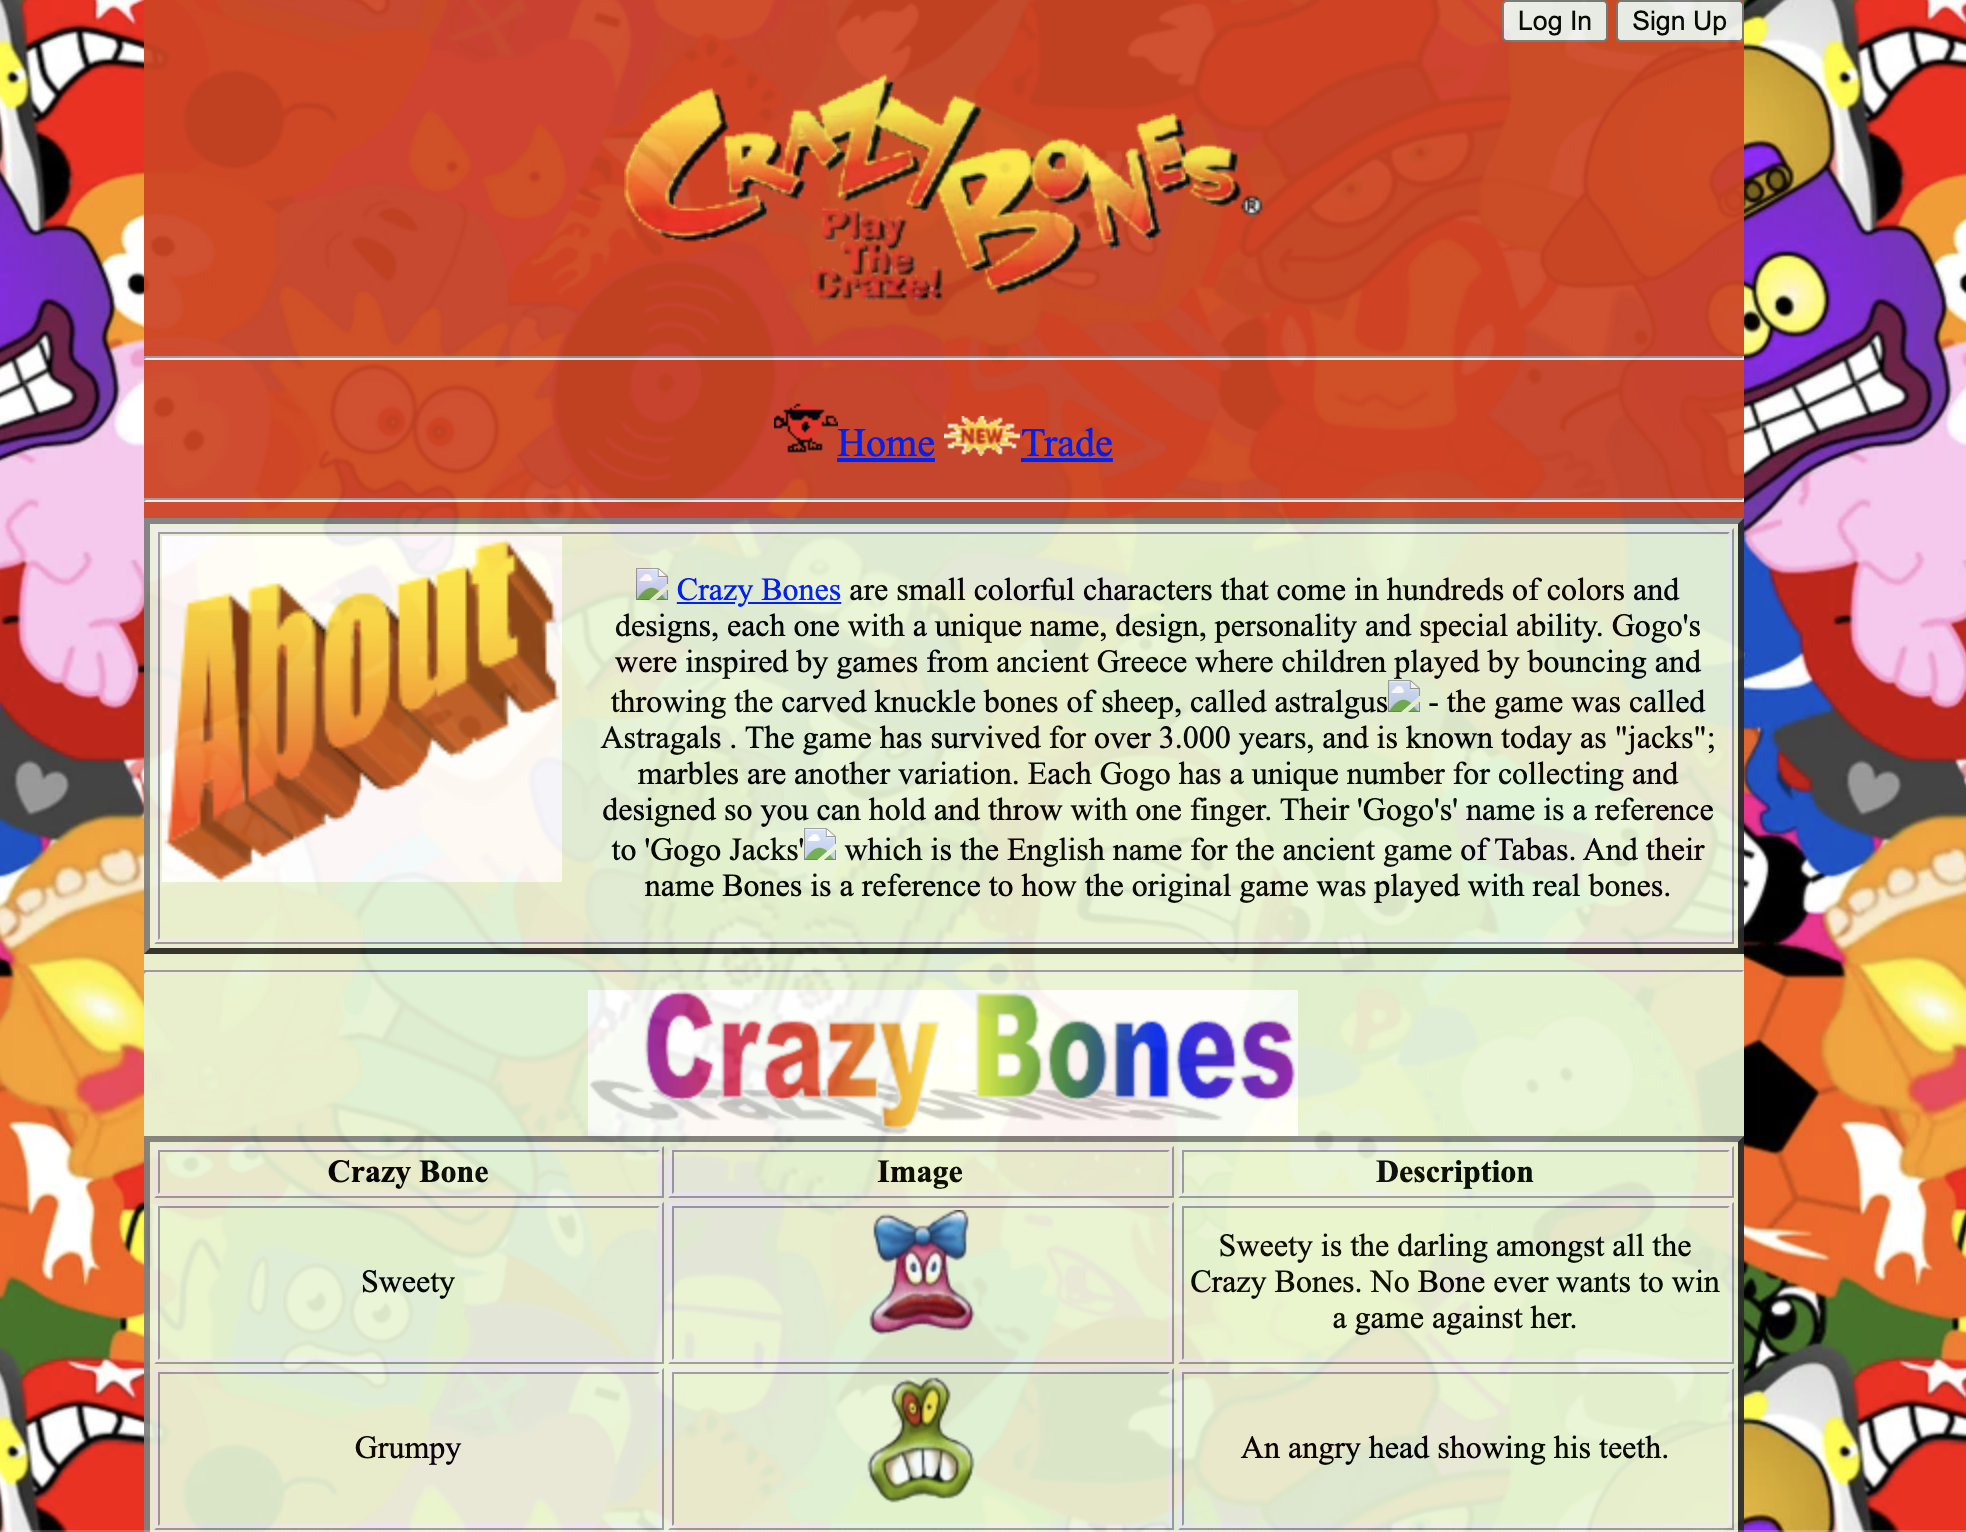 Log In Sign Up
CRAZY BONES®
Play
The
Craze!
Home NEW Trade
About
Crazy Bones are small colorful characters that come in hundreds of colors and
designs, each one with a unique name, design, personality and special ability. Gogo's
were inspired by games from ancient Greece where children played by bouncing and
throwing the carved knuckle bones of sheep, called astralgus - the game was called
Astragals . The game has survived for over 3.000 years, and is known today as "jacks";
marbles are another variation. Each Gogo has a unique number for collecting and
designed so you can hold and throw with one finger. Their 'Gogo's' name is a reference
to 'Gogo Jacks' which is the English name for the ancient game of Tabas. And their
name Bones is a reference to how the original game was played with real bones.
Crazy Bones
Crazy Bone Image Description
Sweety
Sweety is the darling amongst all the
Crazy Bones. No Bone ever wants to win
a game against her.
Grumpy
An angry head showing his teeth.